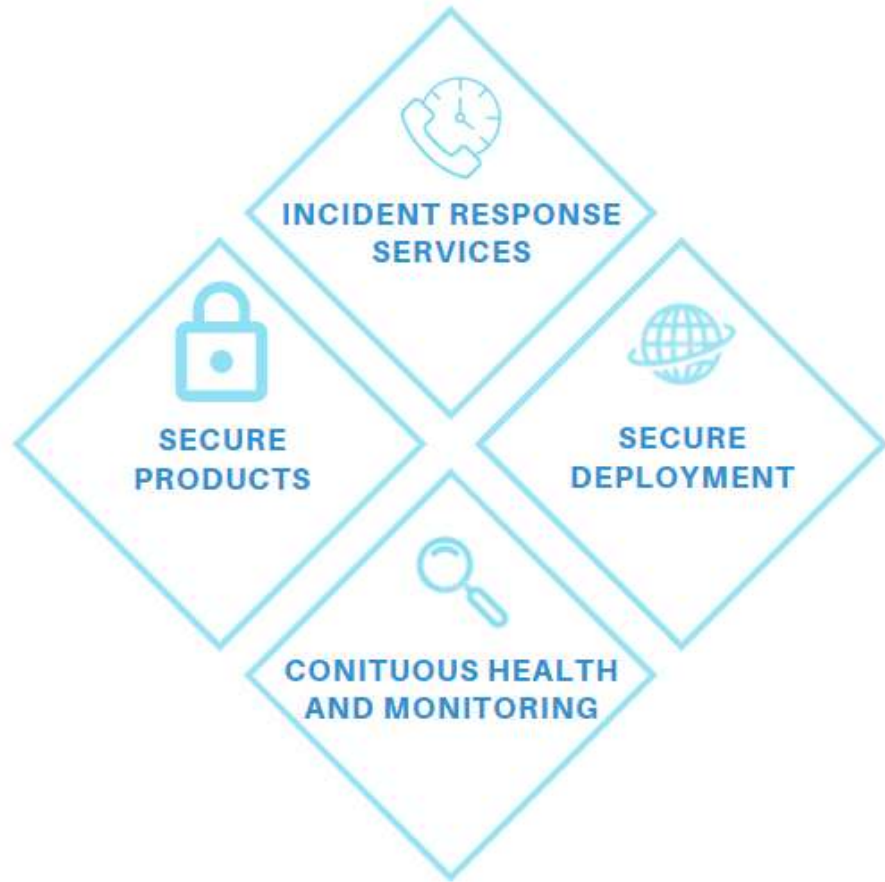 INCIDENT RESPONSE
SERVICES
SECURE
PRODUCTS
SECURE
DEPLOYMENT
CONITUOUS HEALTH
AND MONITORING